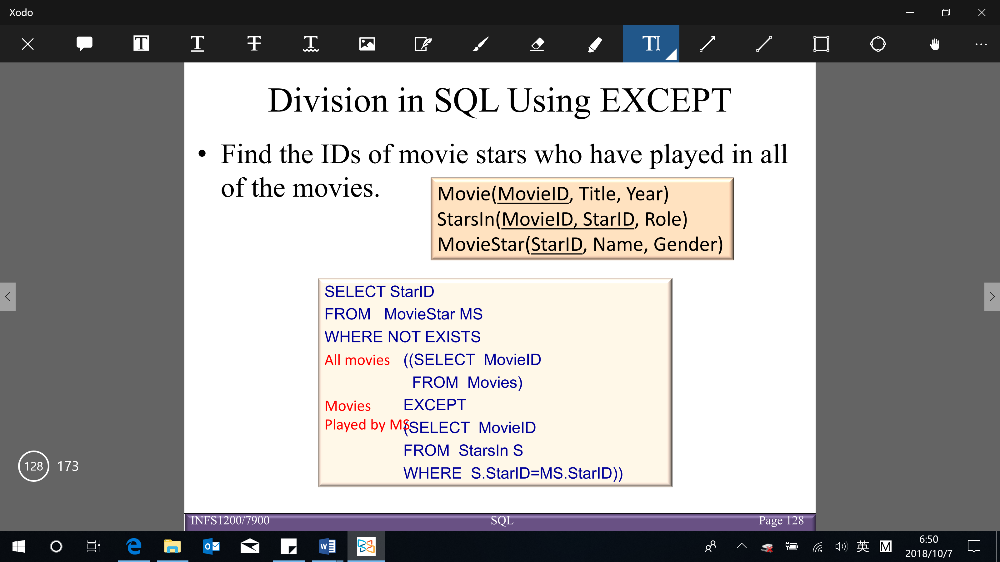 Xodo
Division in SQL Using EXCEPT
• Find the IDs of movie stars who have played in all
of the movies.
Movie(MovieID, Title, Year)
StarsIn(MovieID, StarID, Role)
MovieStar(StarID, Name, Gender)
SELECT StarID
FROM MovieStar MS
WHERE NOT EXISTS
All movies ((SELECT MovieID
FROM Movies)
Movies EXCEPT
Played by MS (SELECT MovieID
FROM StarsIn S
WHERE S.StarID=MS.StarID))
128 173
INFS1200/7900 SQL Page 128
英 M 6:50
2018/10/7